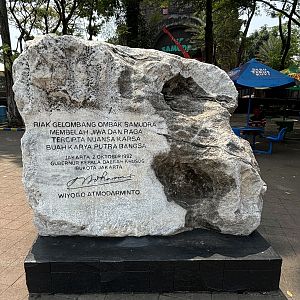 SAMUDRA
RIAK GELOMBANG OMBAK SAMUDRA
MEMBELAH JIWA DAN RAGA
TERCIPTA NUANSA KARSA
BUAH KARYA PUTRA BANGSA
JAKARTA, 2 OKTOBER 1992
GUBERNUR KEPALA DAERAH KHUSUS
IBUKOTA JAKARTA
WIYOGO ATMODARMINTO